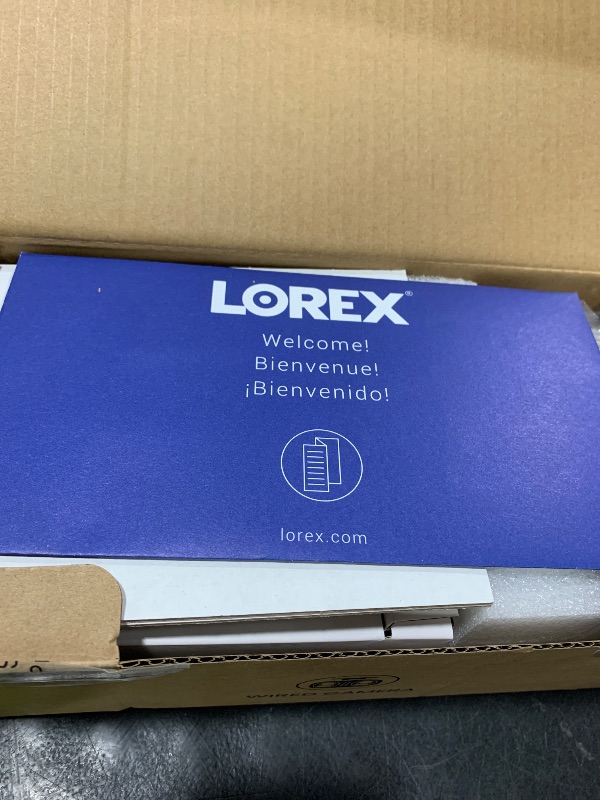 LOREX®
Welcome!
Bienvenue!
¡Bienvenido!
lorex.com
WIRED CAMERA